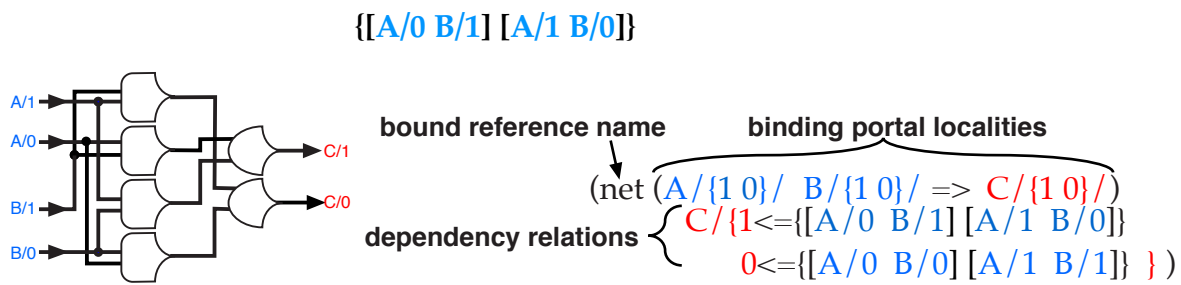 {[A/0 B/1] [A/1 B/0]}
A/1
A/0
B/1
B/0
C/1
C/0
bound reference name
binding portal localities
(net (A/{1 0}/ B/{1 0}/ => C/{1 0}/)
dependency relations
C/{1<={[A/0 B/1] [A/1 B/0]}
0<={[A/0 B/0] [A/1 B/1]} } )